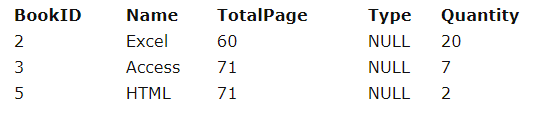 BookID Name TotalPage Type Quantity
2 Excel 60 NULL 20
3 Access 71 NULL 7
5 HTML 71 NULL 2